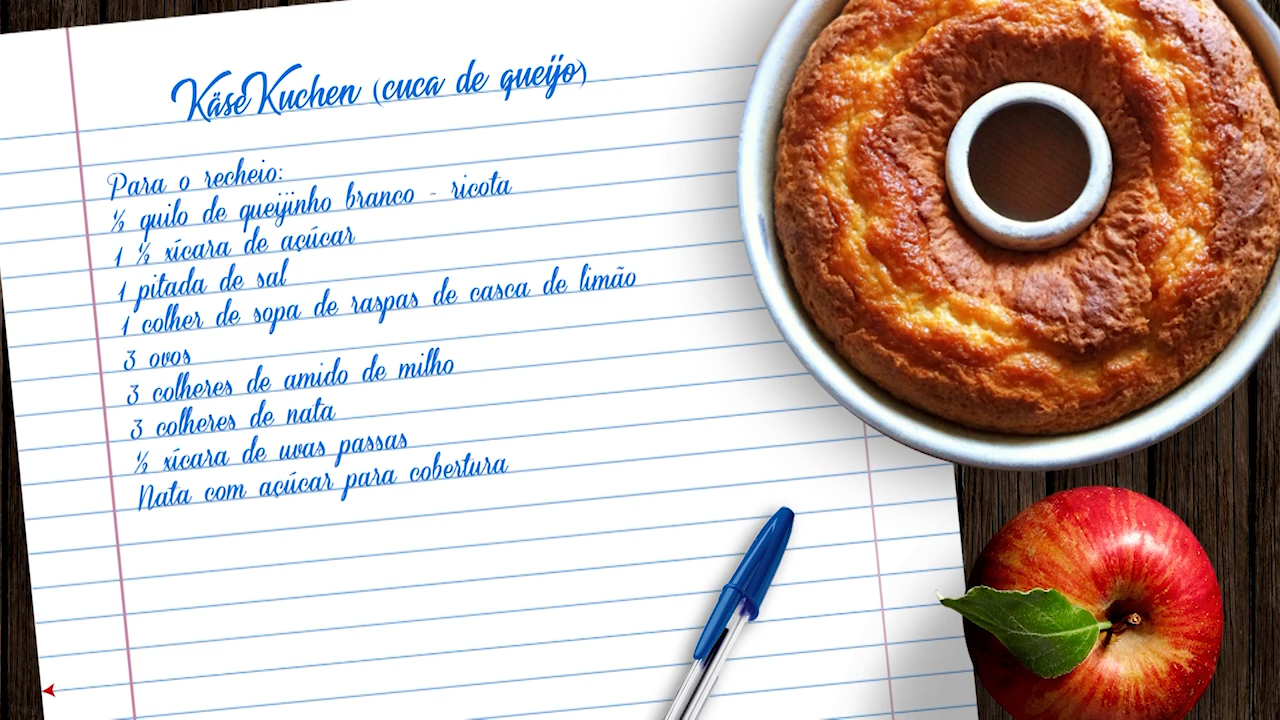 KäseKuchen (cuca de queijo)
Para o recheio:
½ quilo de queijinho branco - ricota
1 ½ xícara de açúcar
1 pitada de sal
1 colher de sopa de raspas de casca de limão
3 ovos
3 colheres de amido de milho
3 colheres de nata
½ xícara de uvas passas
Nata com açúcar para cobertura